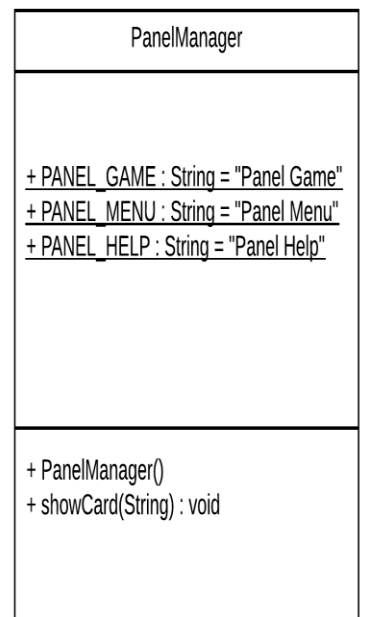 PanelManager
+ PANEL_GAME : String = "Panel Game"
+ PANEL_MENU : String = "Panel Menu"
+ PANEL_HELP : String = "Panel Help"
+ PanelManager()
+ showCard(String) : void